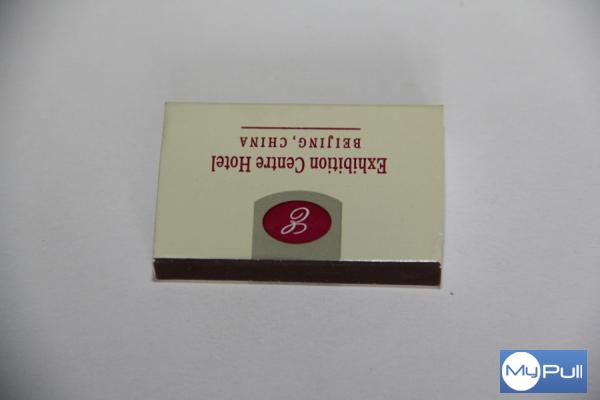 Exhibition Centre Hotel
BEIJING, CHINA
MyPull